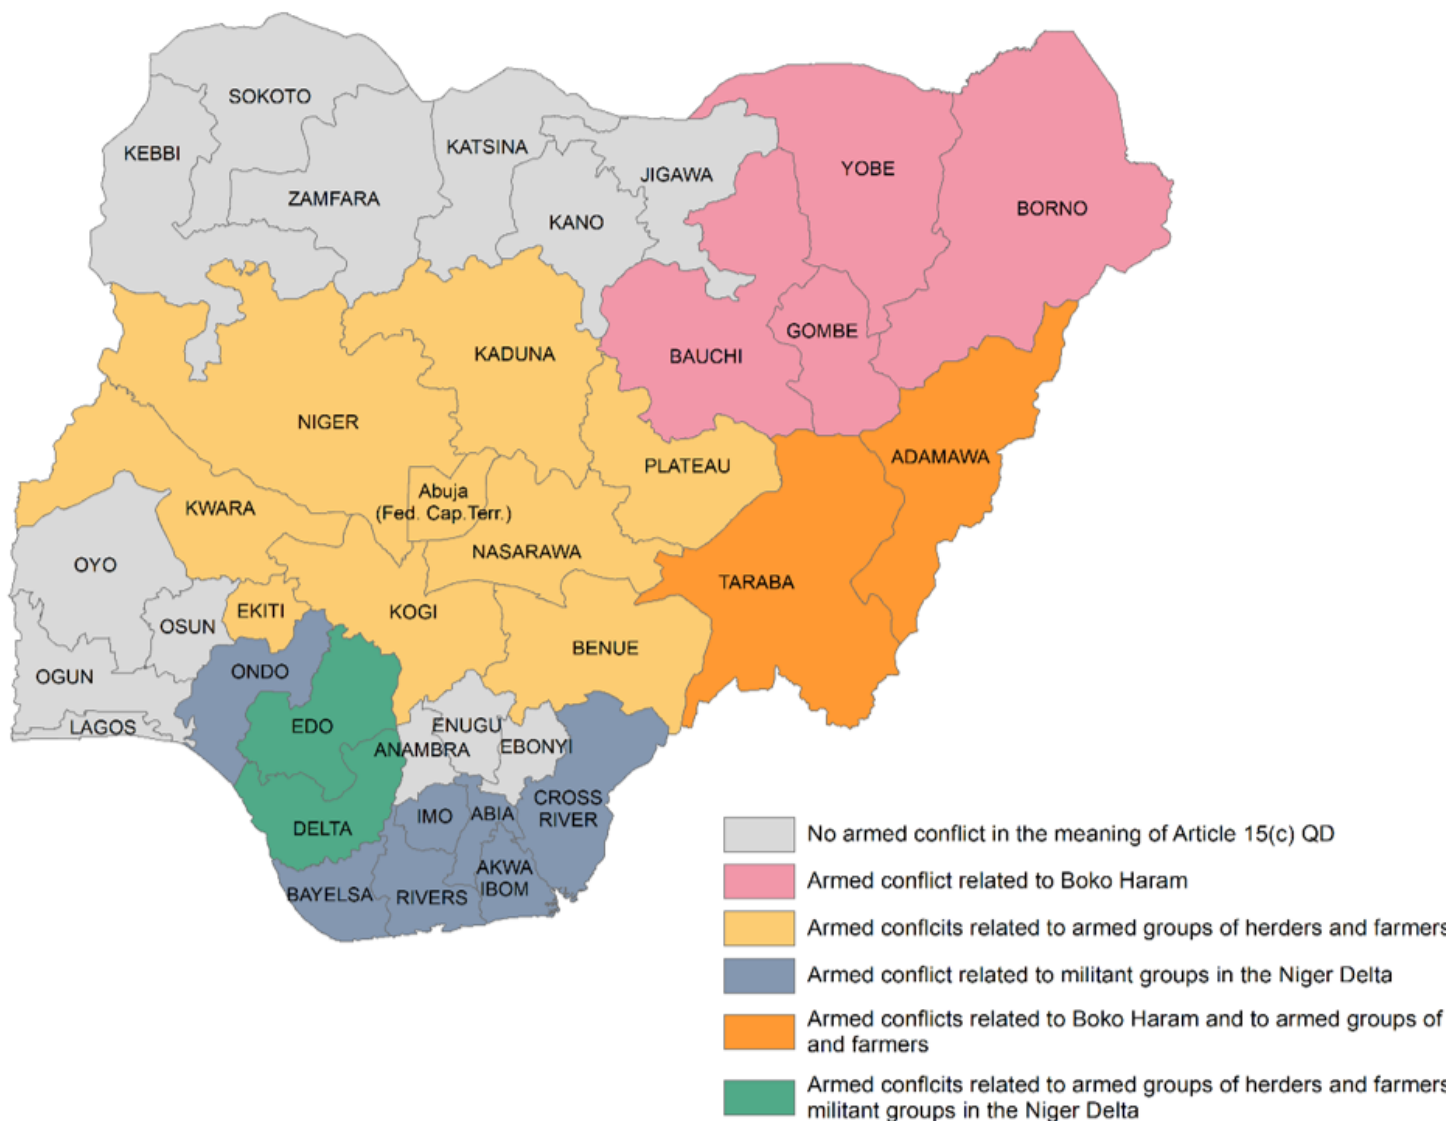 SOKOTO
KEBBI
KATSINA
ZAMFARA
JIGAWA
KANO
YOBE
BORNO
GOMBE
BAUCHI
KADUNA
NIGER
PLATEAU
ADAMAWA
Abuja
(Fed. Cap.Terr.)
KWARA
NASARAWA
OYO
TARABA
EKITI
KOGI
OSUN
BENUE
ONDO
OGUN
LAGOS
EDO
ENUGU
ANAMBRA
EBONYI
CROSS
RIVER
IMO
ABIA
DELTA
AKWA
IBOM
BAYELSA
RIVERS
No armed conflict in the meaning of Article 15(c) QD
Armed conflict related to Boko Haram
Armed conflcits related to armed groups of herders and farmers
Armed conflict related to militant groups in the Niger Delta
Armed conflicts related to Boko Haram and to armed groups of
and farmers
Armed conflcits related to armed groups of herders and farmers
militant groups in the Niger Delta